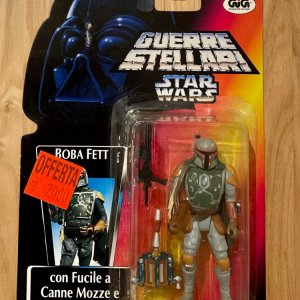 GiG
GUERRE
STELLARI
STAR
WARS
BOBA FETT
OFFERTA
con Fucile a
Canne Mozze e